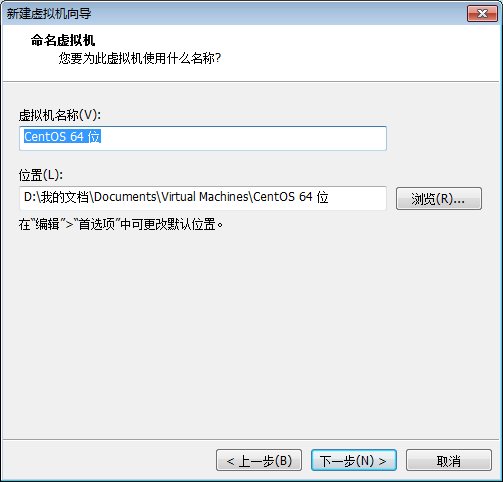 新建虚拟机向导
命名虚拟机
您要为此虚拟机使用什么名称?
虚拟机名称(V):
CentOS 64 位
位置(L):
D:\我的文档\Documents\Virtual Machines\CentOS 64 位
浏览(R)...
在“编辑”>“首选项”中可更改默认位置。
< 上一步(B)
下一步(N) >
取消